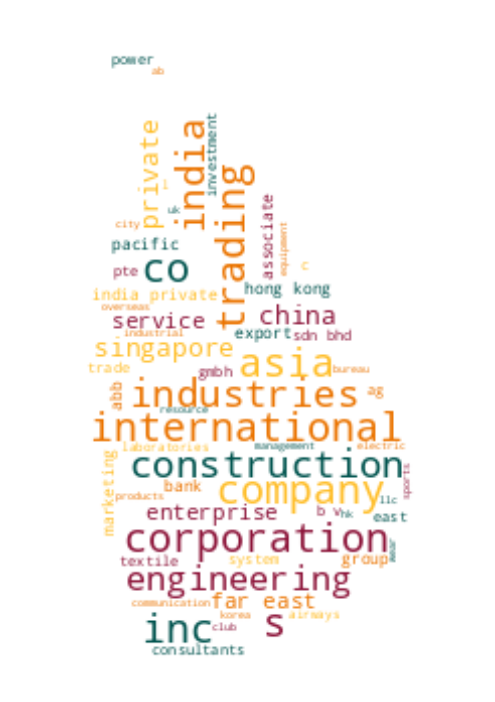 power
ab
private
india
investment
trading
l
uk
city
associate
equipment
pacific
pte
co
c
india private
hong kong
overseas
service
china
industrial
export
sdn bhd
singapore
asia
trade
gmbh
bureau
abb
industries
ag
resource
international
laboratories
management
electric
marketing
construction
sports
bank
company
products
llc
enterprise
b v
hk
east
corporation
near
textile
system
group
engineering
communication
far east
korea
airways
inc
club
s
consultants